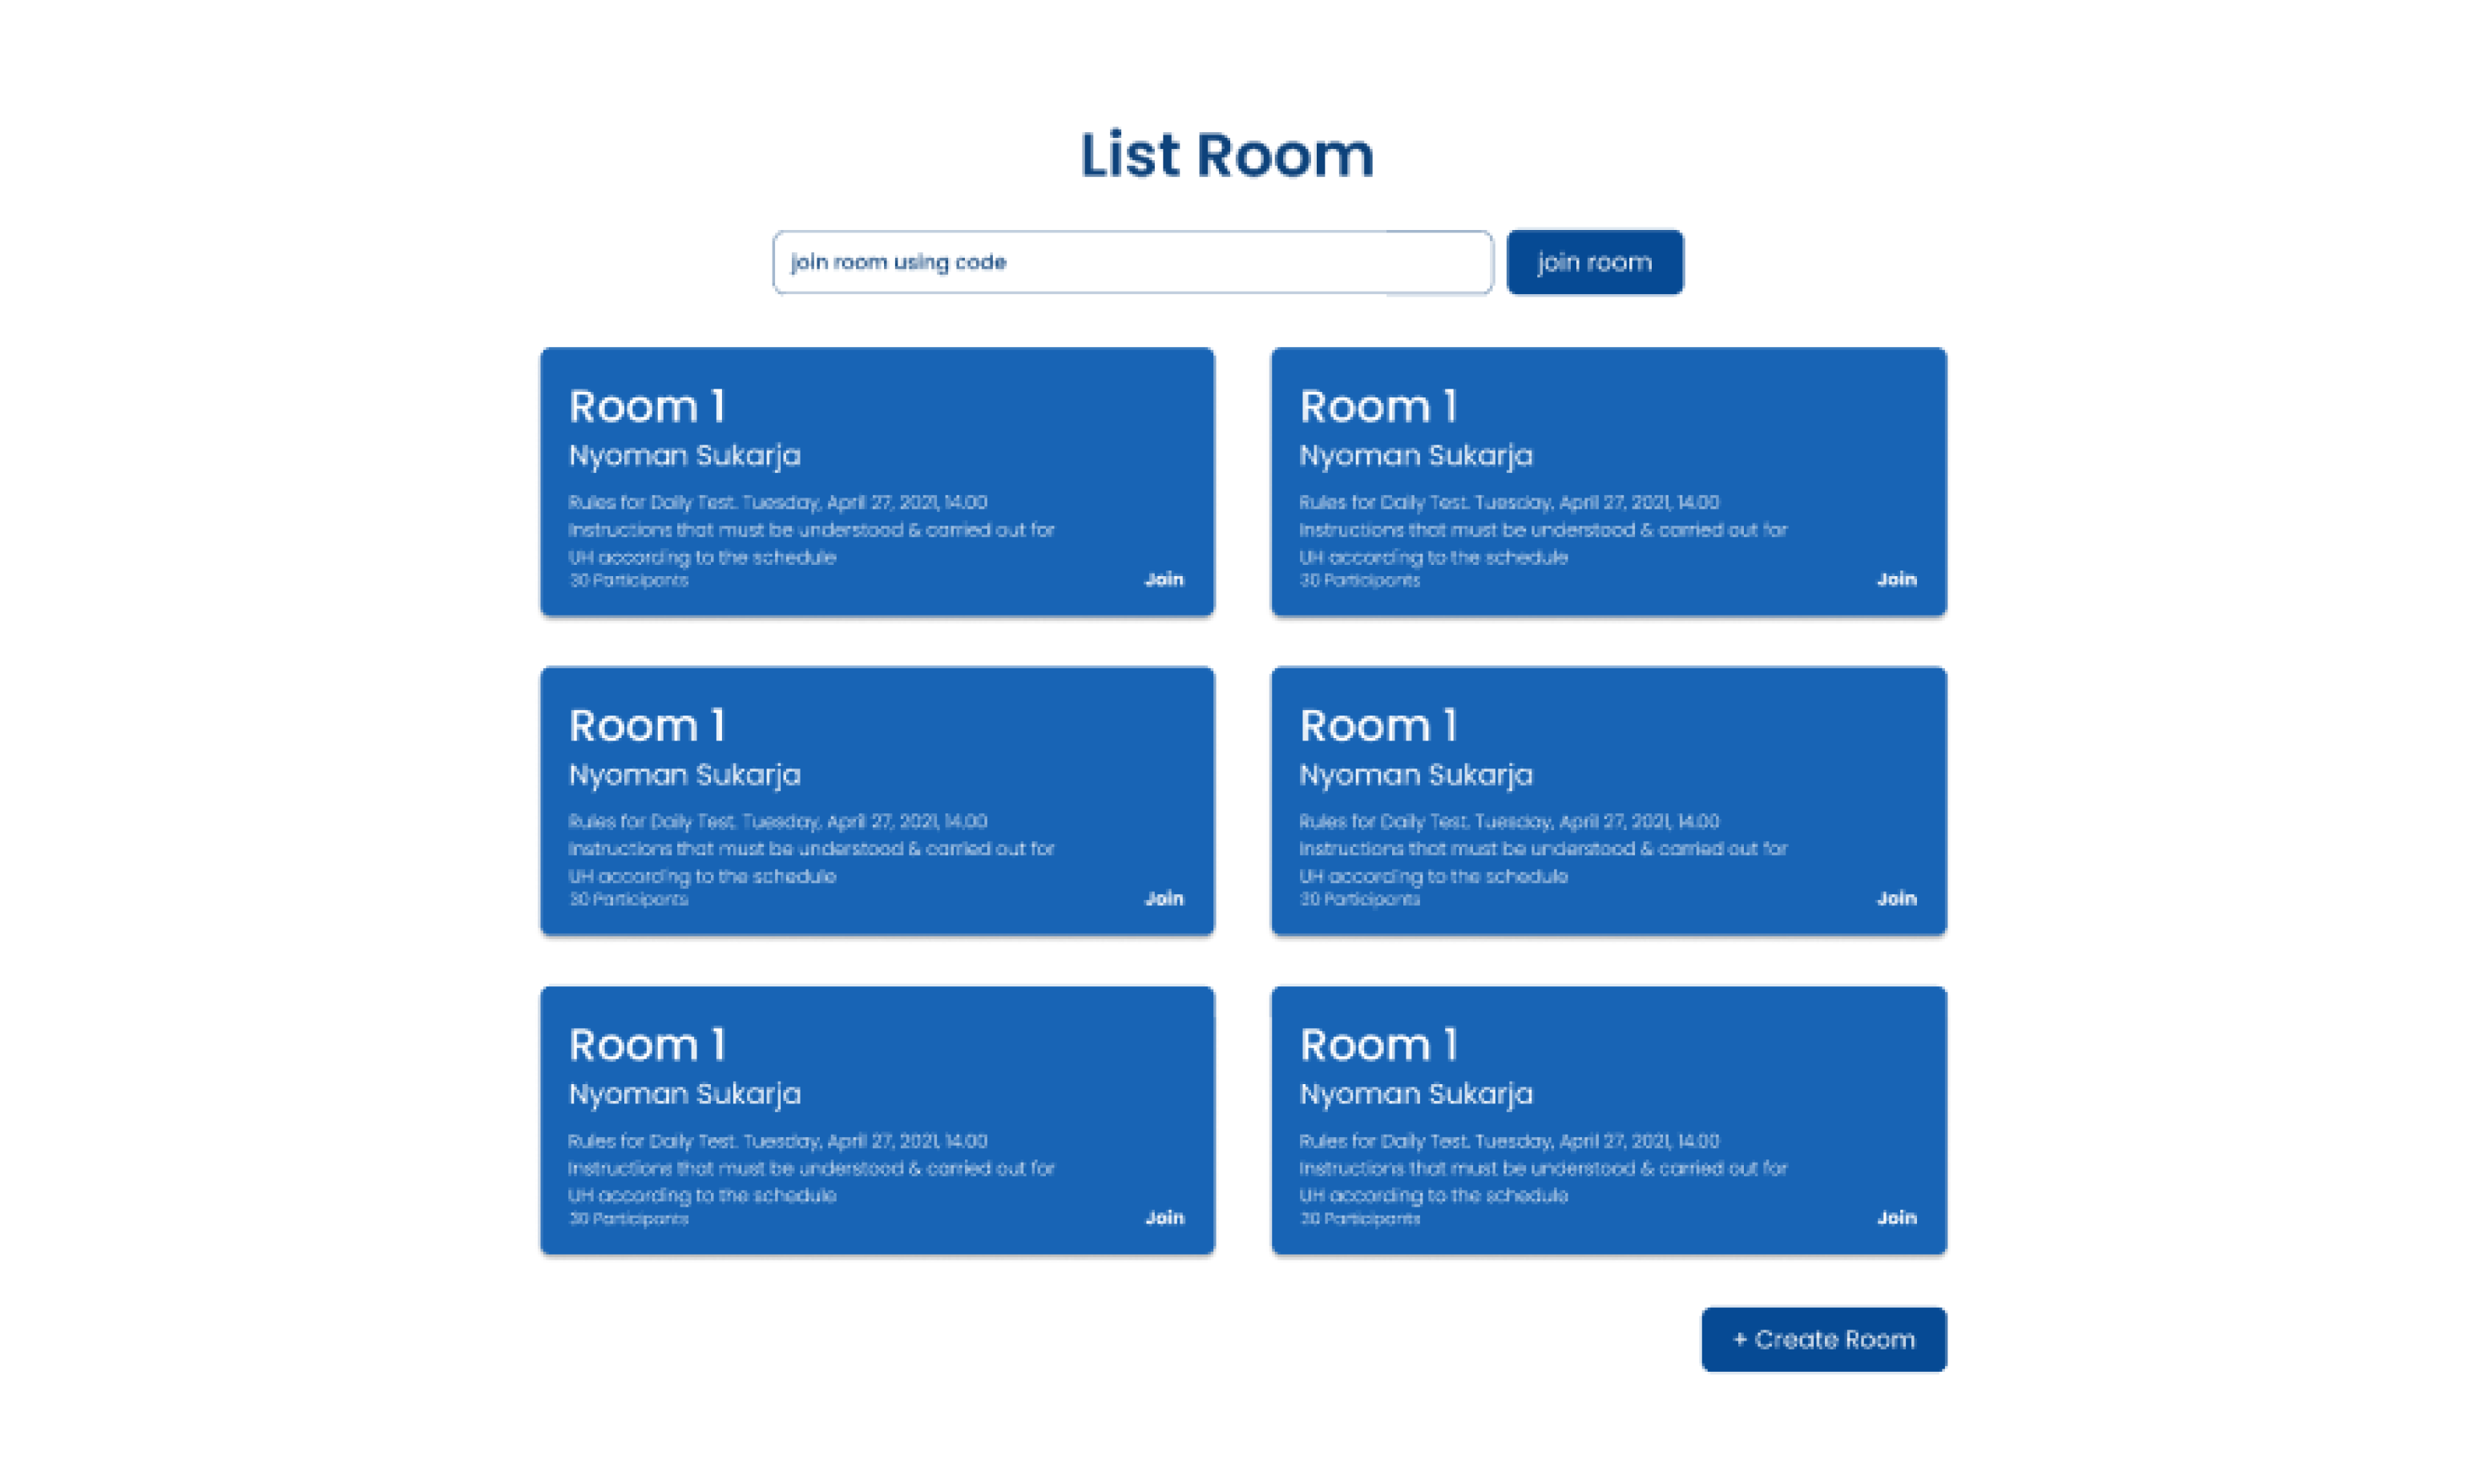 List Room
join room using code
join room
Room 1
Nyoman Sukarja
Rules for Daily Test. Tuesday, April 27, 2021, 14.00
Instructions that must be understood & carried out for
UH according to the schedule
30 Participants
Join
Room 1
Nyoman Sukarja
Rules for Daily Test. Tuesday, April 27, 2021, 14.00
Instructions that must be understood & carried out for
UH according to the schedule
30 Participants
Join
Room 1
Nyoman Sukarja
Rules for Daily Test. Tuesday, April 27, 2021, 14.00
Instructions that must be understood & carried out for
UH according to the schedule
30 Participants
Join
Room 1
Nyoman Sukarja
Rules for Daily Test. Tuesday, April 27, 2021, 14.00
Instructions that must be understood & carried out for
UH according to the schedule
30 Participants
Join
Room 1
Nyoman Sukarja
Rules for Daily Test. Tuesday, April 27, 2021, 14.00
Instructions that must be understood & carried out for
UH according to the schedule
30 Participants
Join
Room 1
Nyoman Sukarja
Rules for Daily Test. Tuesday, April 27, 2021, 14.00
Instructions that must be understood & carried out for
UH according to the schedule
30 Participants
Join
+ Create Room